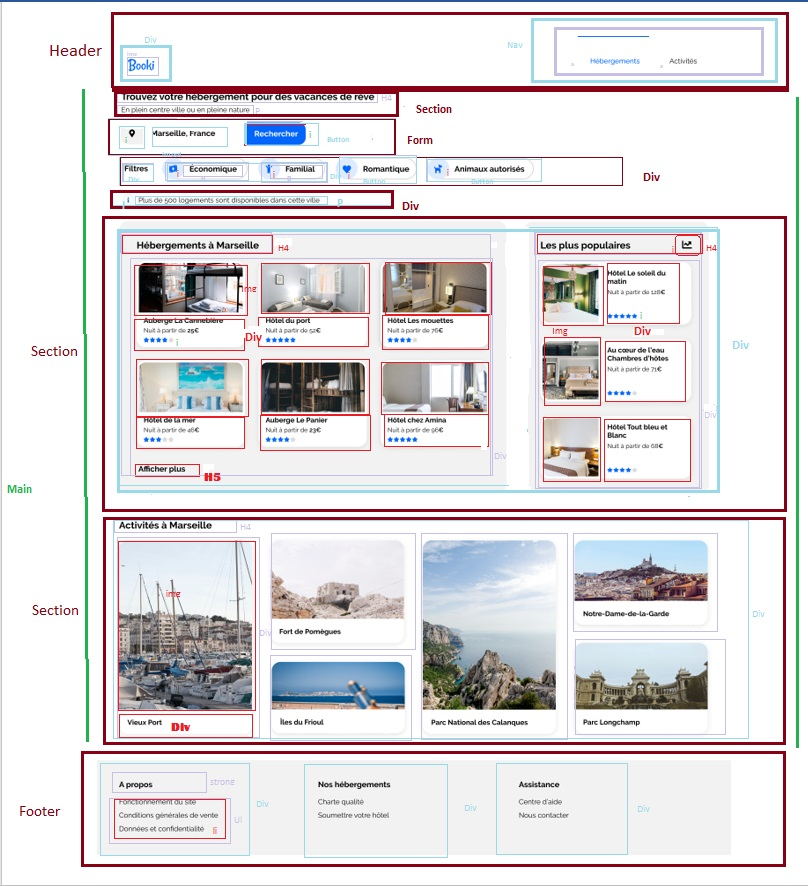 Header
Div
Logo
Booki
Nav
Hébergements
Activités
Trouvez votre hébergement pour des vacances de rêve
H4
En plein centre ville ou en pleine nature
p
Section
Marseille, France
Rechercher
i
Button
Form
Filtres
Economique
Familial
Romantique
Animaux autorisés
Div
Button
Button
Div
Plus de 500 logements sont disponibles dans cette ville
p
Div
Hébergements à Marseille
H4
Les plus populaires
H4
Img
Auberge La Cannebière
Nuit à partir de 25€
Div
Hôtel du port
Nuit à partir de 52€
Hôtel Les mouettes
Nuit à partir de 76€
Hôtel de la mer
Nuit à partir de 46€
Auberge Le Panier
Nuit à partir de 23€
Hôtel chez Amina
Nuit à partir de 96€
Afficher plus
H5
Div
Hôtel Le soleil du
matin
Nuit à partir de 128€
Img
Div
Au cœur de l'eau
Chambres d'hôtes
Nuit à partir de 71€
Hôtel Tout bleu et
Blanc
Nuit à partir de 68€
Div
Div
Section
Main
Activités à Marseille
H4
img
Vieux Port
Div
Div
Fort de Pomègues
Îles du Frioul
Parc National des Calanques
Notre-Dame-de-la-Garde
Parc Longchamp
Div
Section
Footer
A propos
strong
Fonctionnement du site
Conditions générales de vente
Données et confidentialité
Ul
Div
Nos hébergements
Charte qualité
Soumettre votre hôtel
Div
Assistance
Centre d'aide
Nous contacter
Div